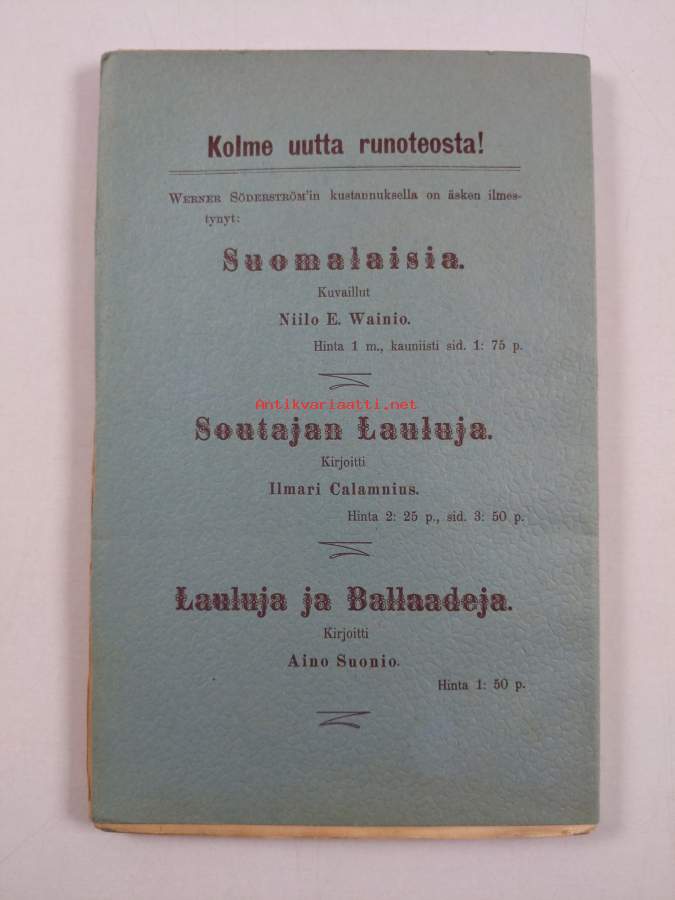 Kolme uutta runoteosta!
WERNER SÖDERSTRÖM'in kustannuksella on äsken ilmes-
tynyt:
Suomalaisia.
Kuvaillut
Niilo E. Wainio.
Hinta 1 m., kauniisti sid. 1: 75 p.
Antikvariaatti.net
Soutajan Lauluja.
Kirjoitti
Ilmari Calamnius.
Hinta 2: 25 p., sid. 3: 50 p.
Lauluja ja Ballaadeja.
Kirjoitti
Aino Suonio.
Hinta 1: 50 p.